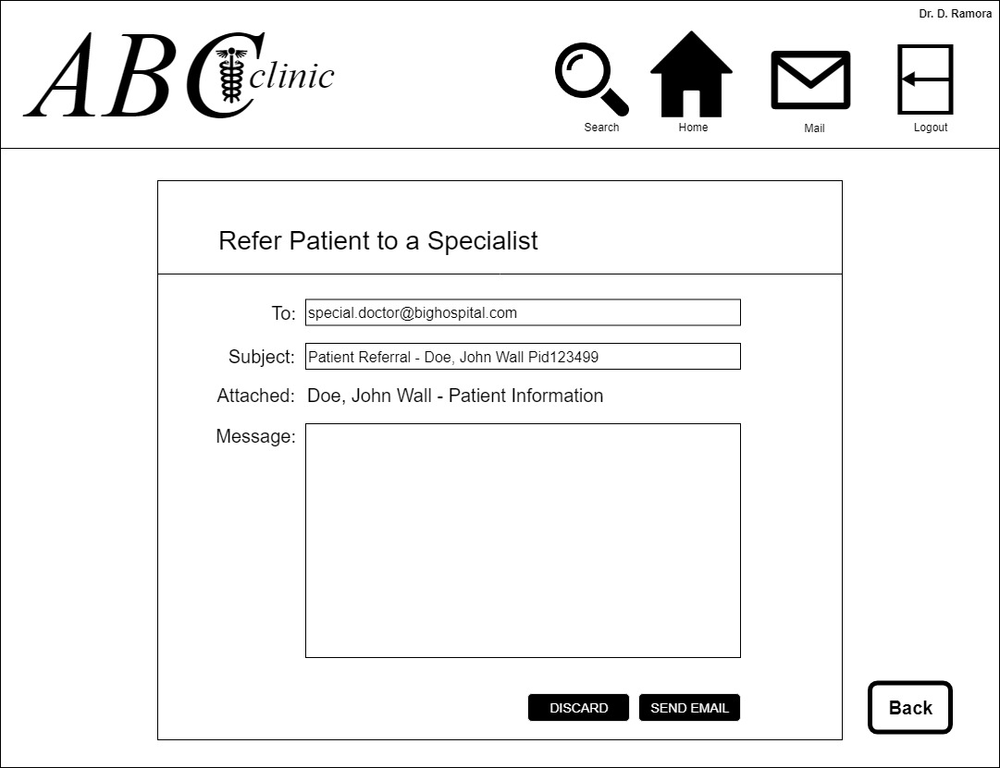 Dr. D. Ramora
ABC clinic
Search
Home
Mail
Logout
Refer Patient to a Specialist
To: special.doctor@bighospital.com
Subject: Patient Referral - Doe, John Wall Pid123499
Attached: Doe, John Wall - Patient Information
Message:
DISCARD
SEND EMAIL
Back